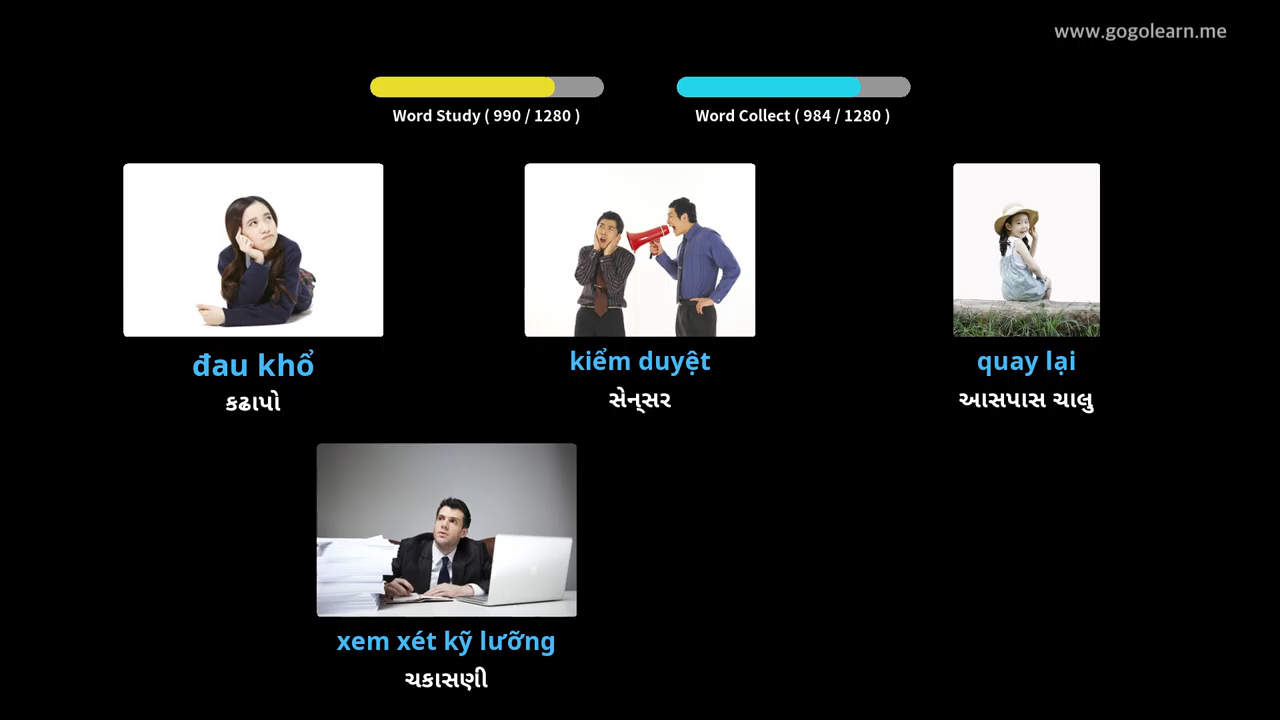 www.gogolearn.me
Word Study ( 990 / 1280 )
Word Collect ( 984 / 1280 )
đau khổ
કઢાપો
kiểm duyệt
સેન્સર
quay lại
આસપાસ ચાલુ
xem xét kỹ lưỡng
ચકાસણી